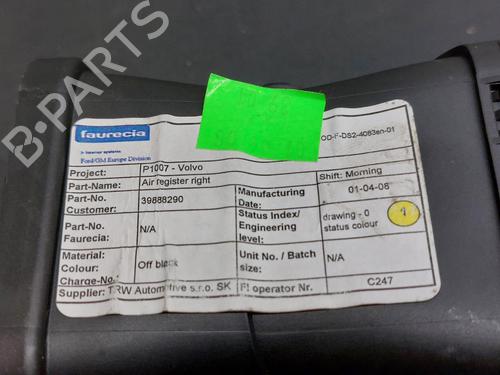 faurecia
> Interior systems
Ford/GM Europe Division
OD-F-DS2-4083en-01
Project: P1007 - Volvo Shift: Morning
Part-Name: Air register right
Part-No. Customer: 39888290
Manufacturing Date: 01-04-08
Part-No. Faurecia: N/A
Status Index/ Engineering level: drawing - 0 status colour
1
Material: Colour: Off black
Unit No. / Batch size: N/A
Charge-No.
Supplier: TRW Automotive s.r.o. SK
F! operator Nr. C247
B-PARTS